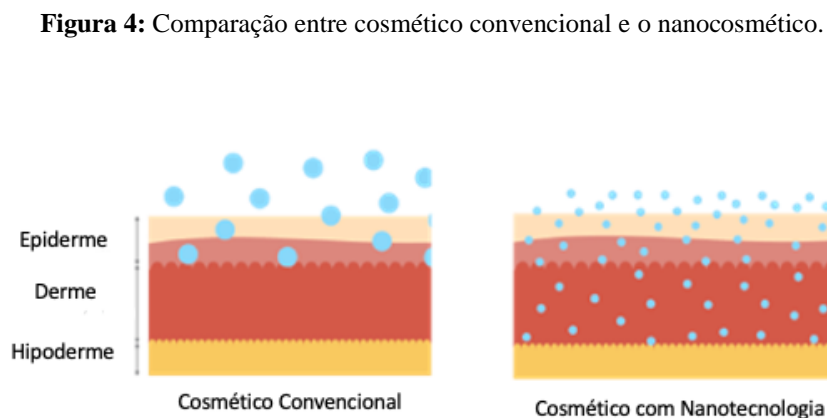 Figura 4: Comparação entre cosmético convencional e o nanocosmético.
Epiderme
Derme
Hipoderme
Cosmético Convencional
Cosmético com Nanotecnologia